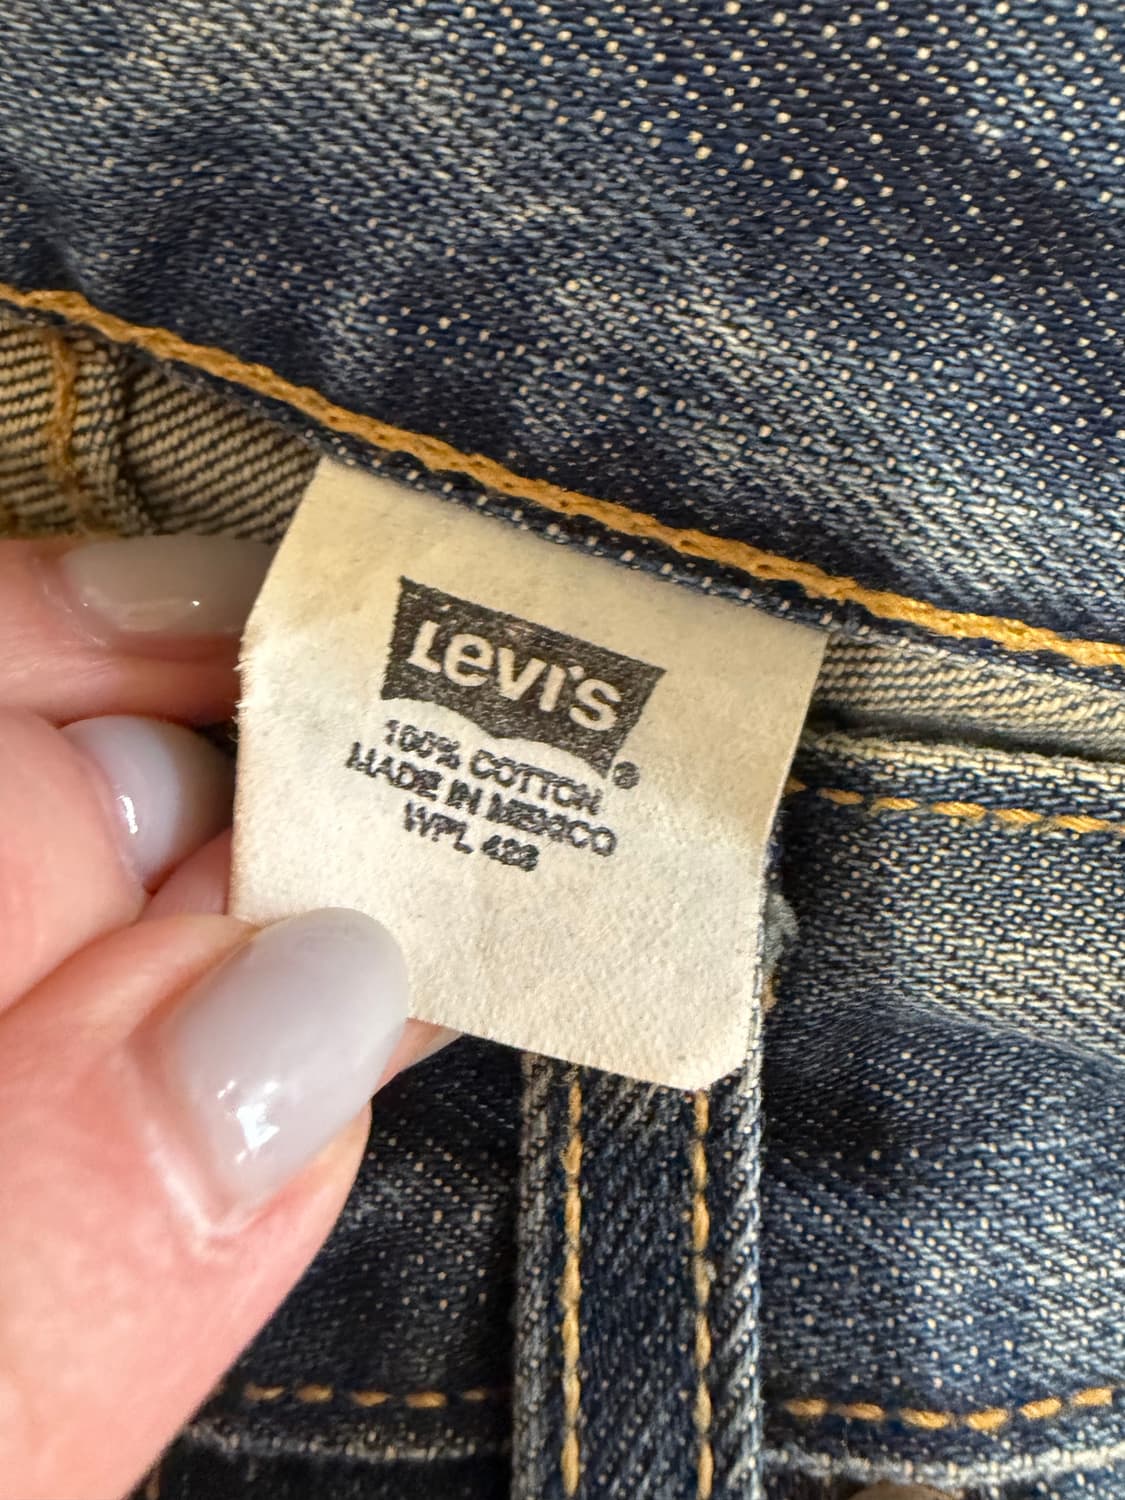 Levi's
®
100% COTTON
MADE IN MEXICO
WPL 423